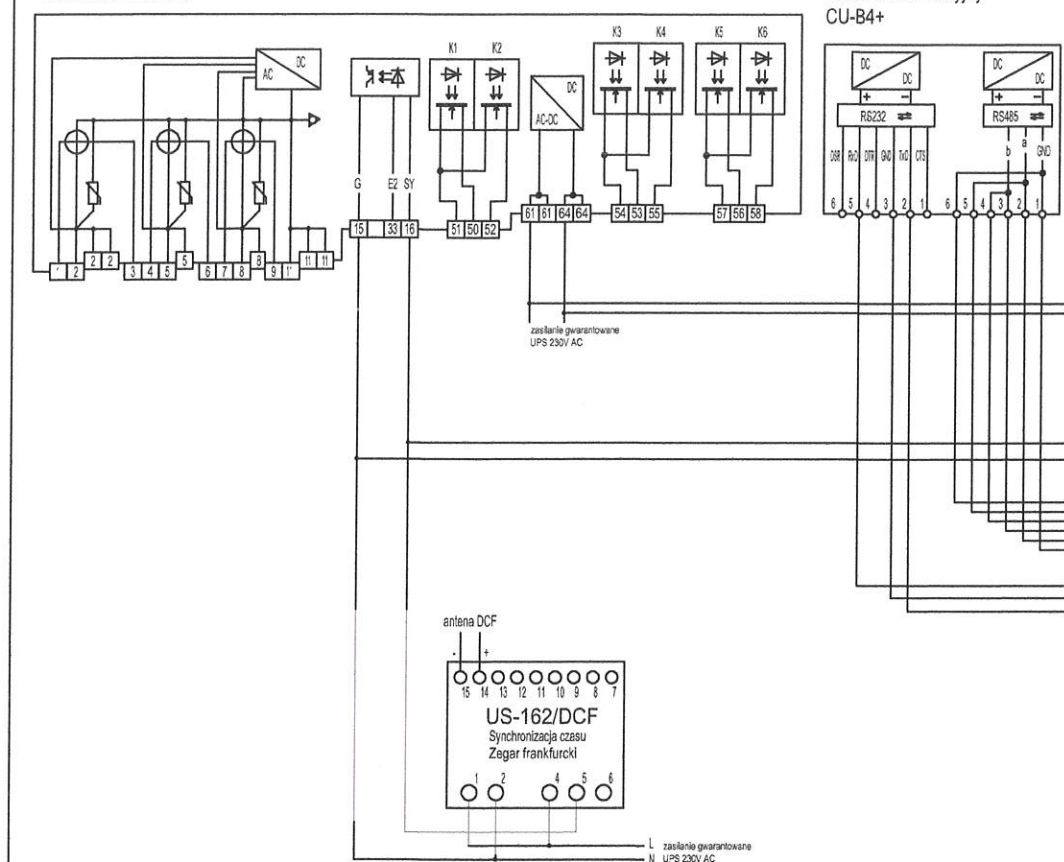 CU-B4+
K1 K2 K3 K4 K5 K6
AC DC
AC-DC DC
DC DC
DC DC
+ -
+ -
RS232
RS485
DSR RxD DTR GND TxD CTS
b a GND
G E2 SY
6 5 4 3 2 1
6 5 4 3 2 1
1 2 2 2 3 4 5 5 6 7 8 8 9 11 11 11
15 33 16
51 50 52
61 61 64 64
54 53 55
57 56 58
zasilanie gwarantowane
UPS 230V AC
antena DCF
- +
15 14 13 12 11 10 9 8 7
US-162/DCF
Synchronizacja czasu
Zegar frankfurcki
1 2 4 5 6
L zasilanie gwarantowane
N UPS 230V AC